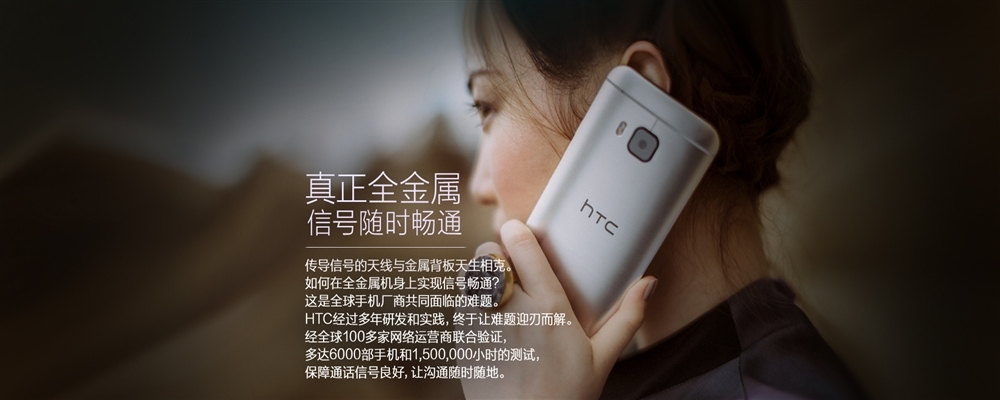 真正全金属
信号随时畅通
传导信号的天线与金属背板天生相克。
如何在全金属机身上实现信号畅通?
这是全球手机厂商共同面临的难题。
HTC经过多年研发和实践, 终于让难题迎刃而解。
经全球100多家网络运营商联合验证,
多达6000部手机和1,500,000小时的测试,
保障通话信号良好, 让沟通随时随地。
hTC